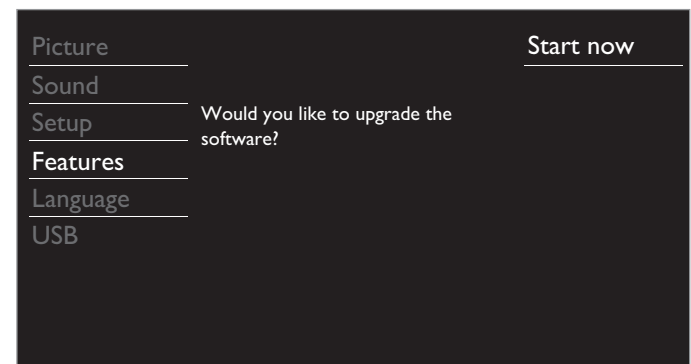 Picture
Start now
Sound
Would you like to upgrade the
software?
Setup
Features
Language
USB